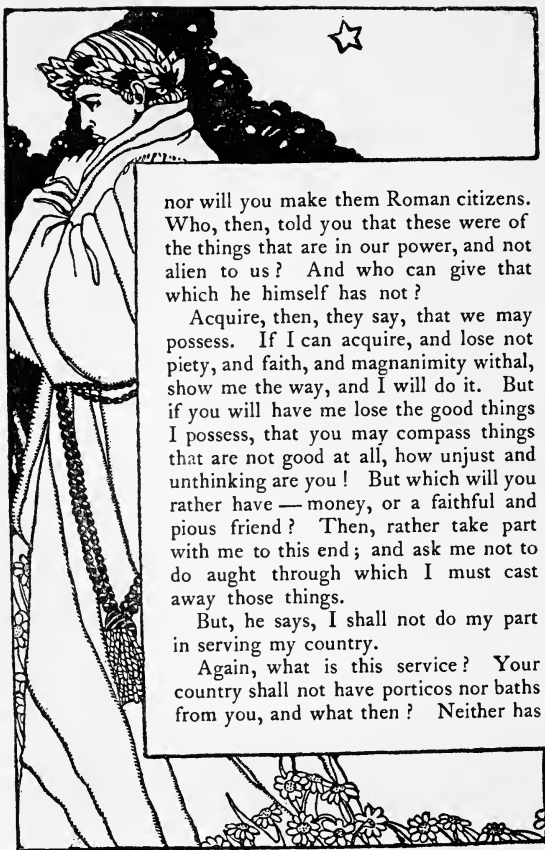 nor will you make them Roman citizens.
Who, then, told you that these were of
the things that are in our power, and not
alien to us? And who can give that
which he himself has not?
Acquire, then, they say, that we may
possess. If I can acquire, and lose not
piety, and faith, and magnanimity withal,
show me the way, and I will do it. But
if you will have me lose the good things
I possess, that you may compass things
that are not good at all, how unjust and
unthinking are you! But which will you
rather have — money, or a faithful and
pious friend? Then, rather take part
with me to this end; and ask me not to
do aught through which I must cast
away those things.
But, he says, I shall not do my part
in serving my country.
Again, what is this service? Your
country shall not have porticos nor baths
from you, and what then? Neither has